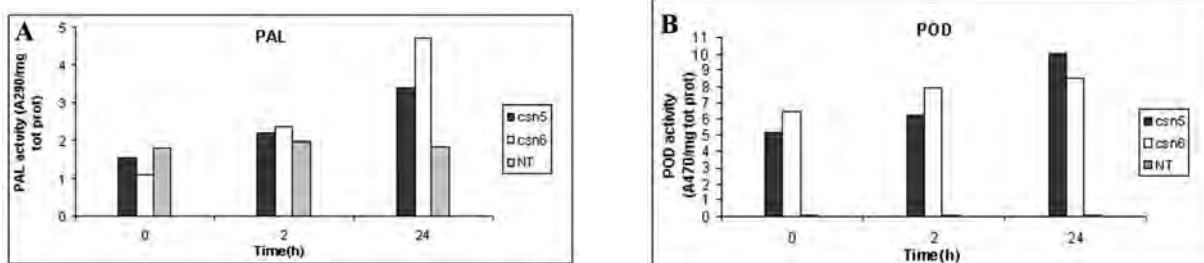 A
PAL
PAL activity (A290/mg
tot prot)
5
4
3
2
1
0
0 2 24
Time(h)
csn5
csn6
NT
B
POD
POD activity
(A470/mg tot prot)
11
10
9
8
7
6
5
4
3
2
1
0
0 2 24
Time(h)
csn5
csn6
NT